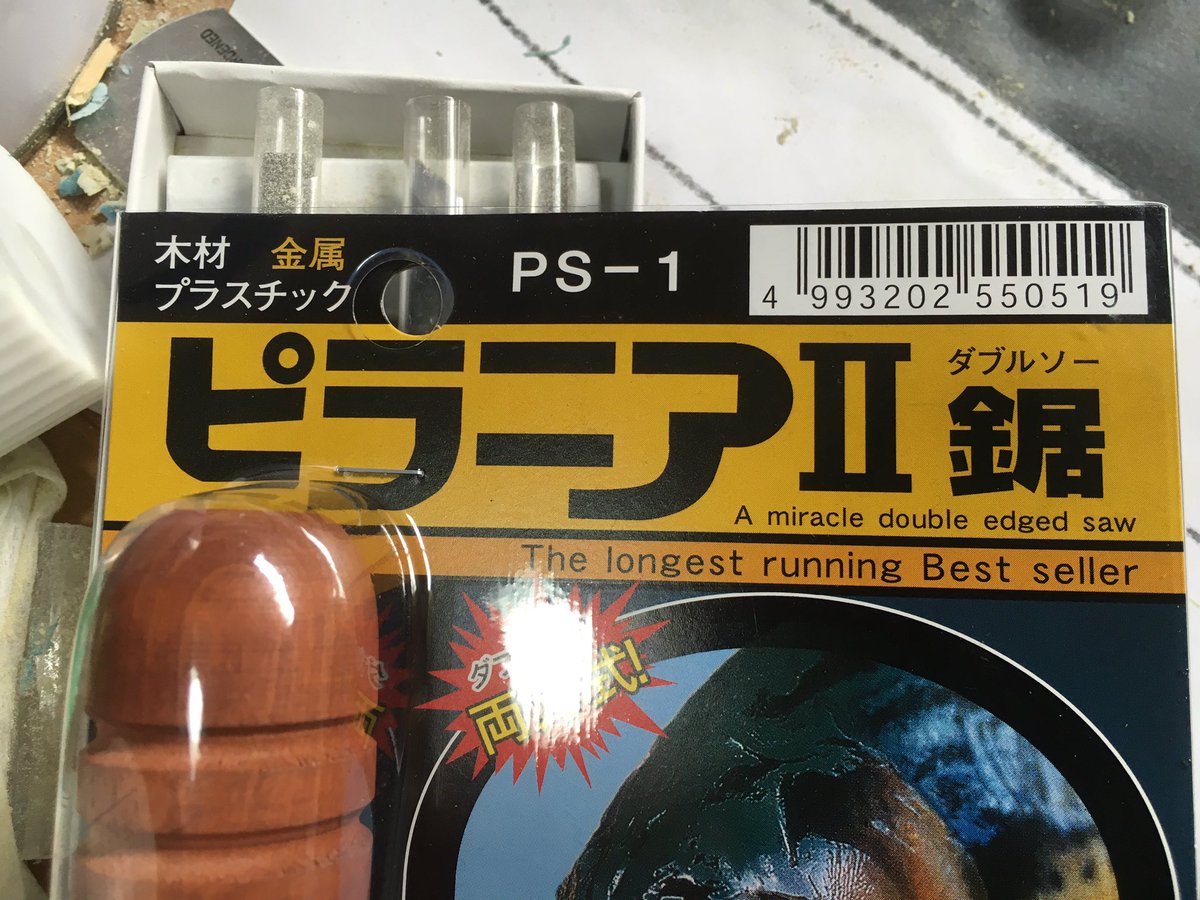 木材 金属
プラスチック
PS-1
4 993202 550519
ピラニアII
ダブルソー
鋸
A miracle double edged saw
The longest running Best seller